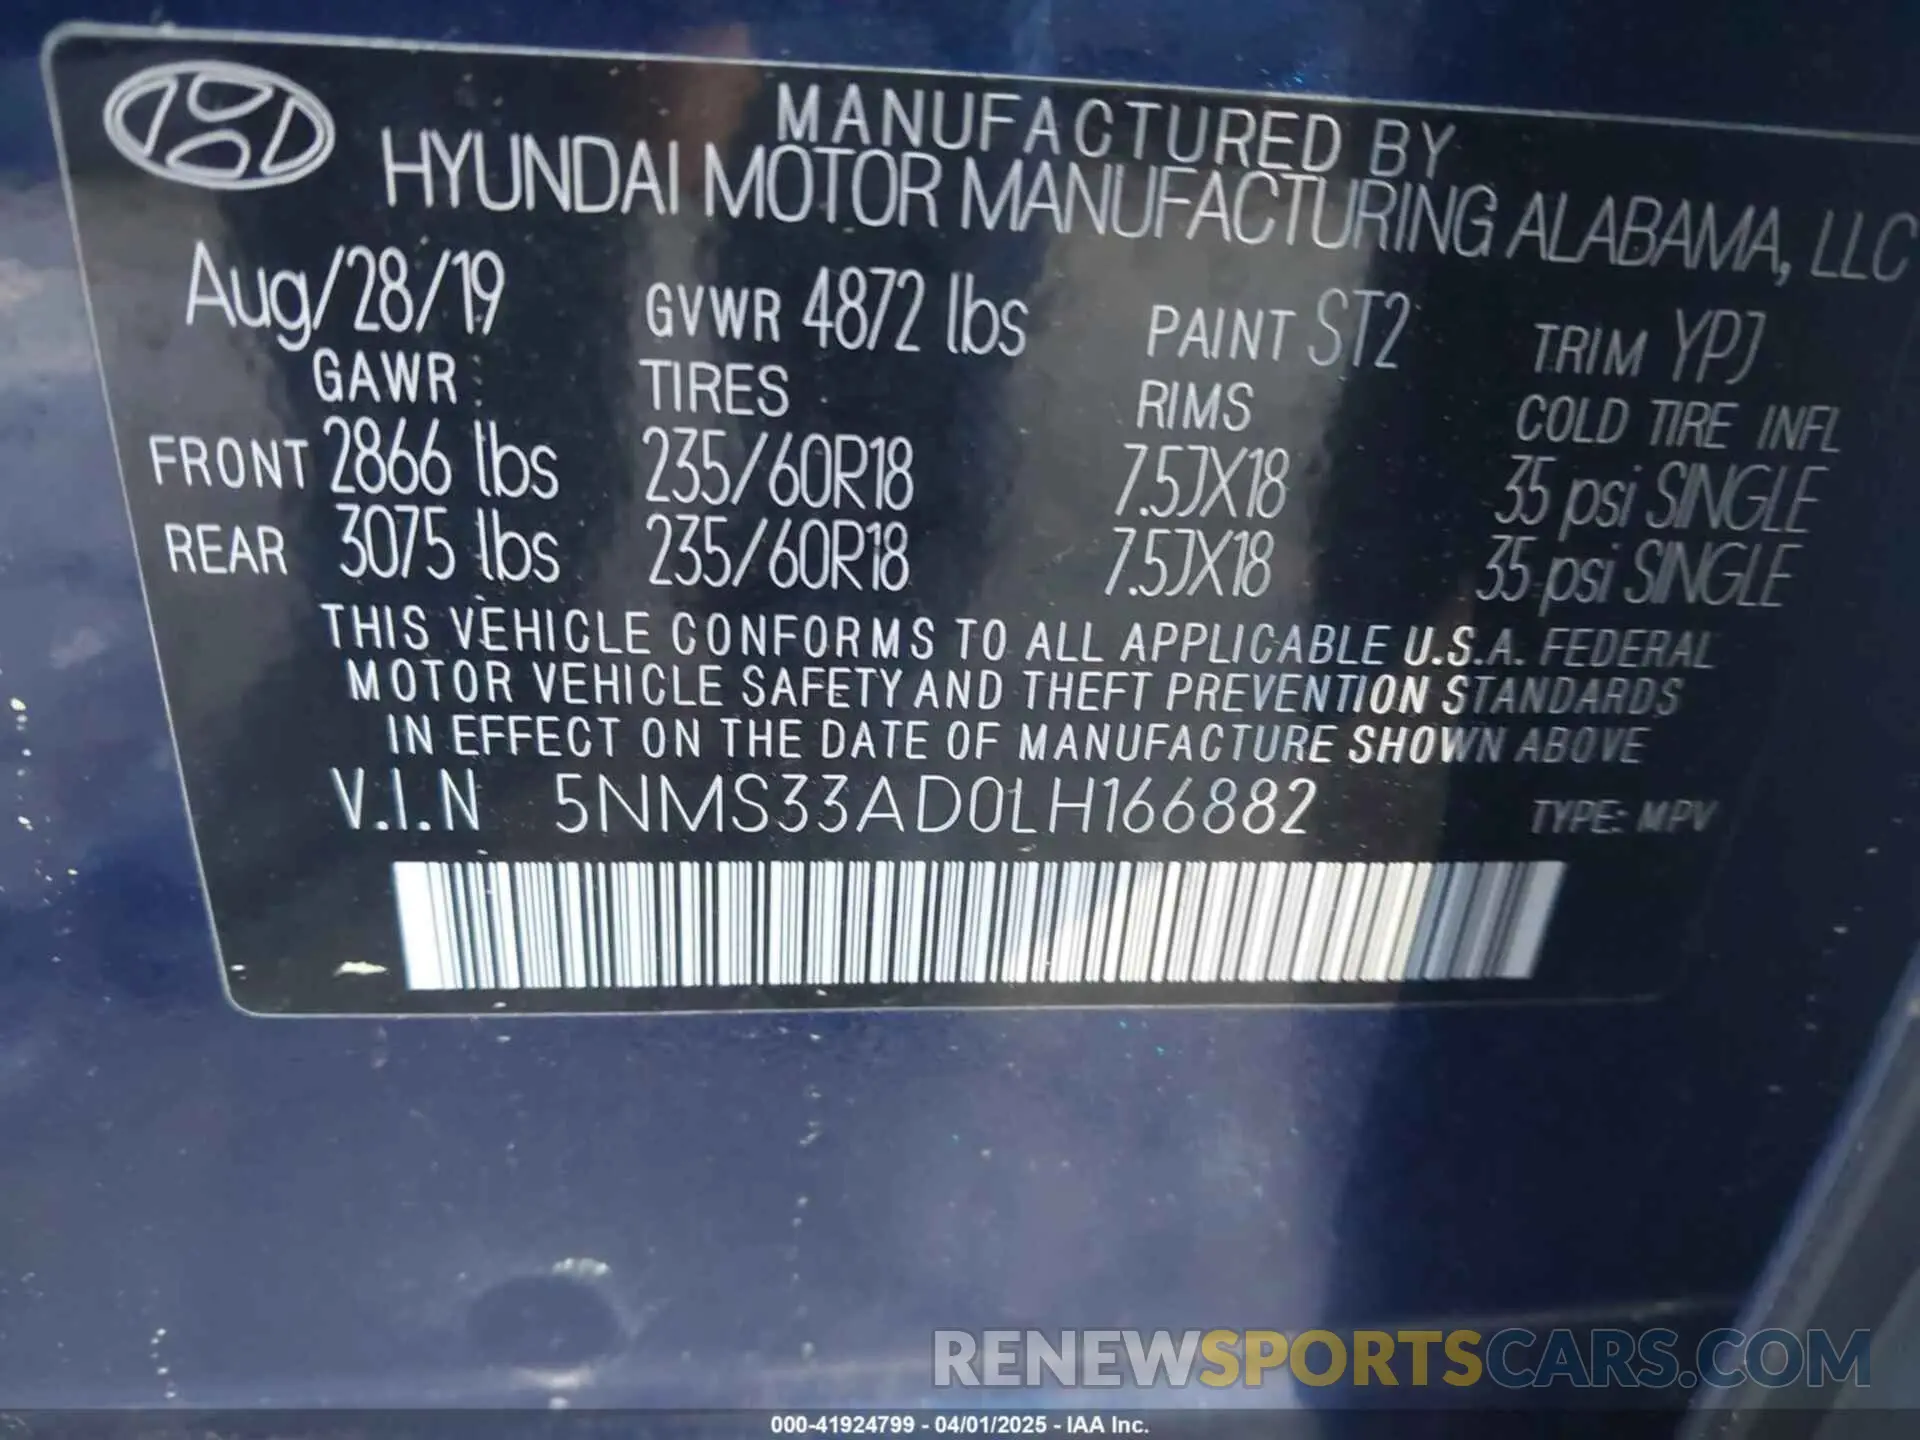 MANUFACTURED BY
HYUNDAI MOTOR MANUFACTURING ALABAMA, LLC
Aug/28/19 GVWR 4872 lbs PAINT ST2 TRIM YPJ
GAWR TIRES RIMS COLD TIRE INFL
FRONT 2866 lbs 235/60R18 7.5JX18 35 psi SINGLE
REAR 3075 lbs 235/60R18 7.5JX18 35 psi SINGLE
THIS VEHICLE CONFORMS TO ALL APPLICABLE U.S.A. FEDERAL
MOTOR VEHICLE SAFETY AND THEFT PREVENTION STANDARDS
IN EFFECT ON THE DATE OF MANUFACTURE SHOWN ABOVE
V.I.N 5NMS33AD0LH166882 TYPE: MPV
RENEWSPORTSCARS.COM
000-41924799 - 04/01/2025 - IAA Inc.